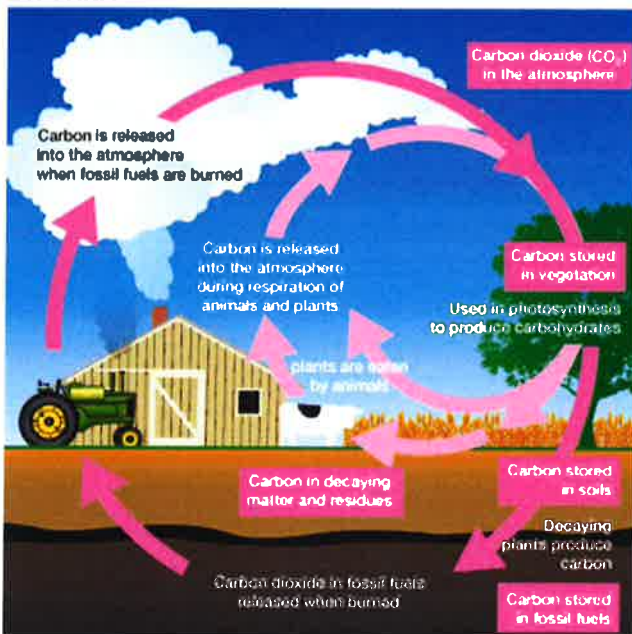 Carbon dioxide (CO₂)
in the atmosphere
Carbon is released
into the atmosphere
when fossil fuels are burned
Carbon is released
into the atmosphere
during respiration of
animals and plants
Carbon stored
in vegetation
Used in photosynthesis
to produce carbohydrates
plants are eaten
by animals
Carbon in decaying
matter and residues
Carbon stored
in soils
Decaying
plants produce
carbon
Carbon dioxide in fossil fuels
released when burned
Carbon stored
in fossil fuels